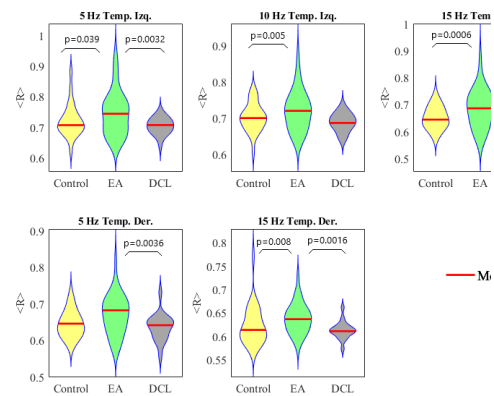 5 Hz Temp. Izq.
p=0.039
p=0.0032
1
0.9
0.8
0.7
0.6
<R>
Control
EA
DCL
10 Hz Temp. Izq.
p=0.005
0.9
0.8
0.7
0.6
<R>
Control
EA
DCL
15 Hz Tem
p=0.0006
1
0.9
0.8
0.7
0.6
0.5
<R>
Control
EA
5 Hz Temp. Der.
p=0.0036
0.9
0.8
0.7
0.6
0.5
<R>
Control
EA
DCL
15 Hz Temp. Der.
p=0.008
p=0.0016
0.8
0.75
0.7
0.65
0.6
0.55
<R>
Control
EA
DCL